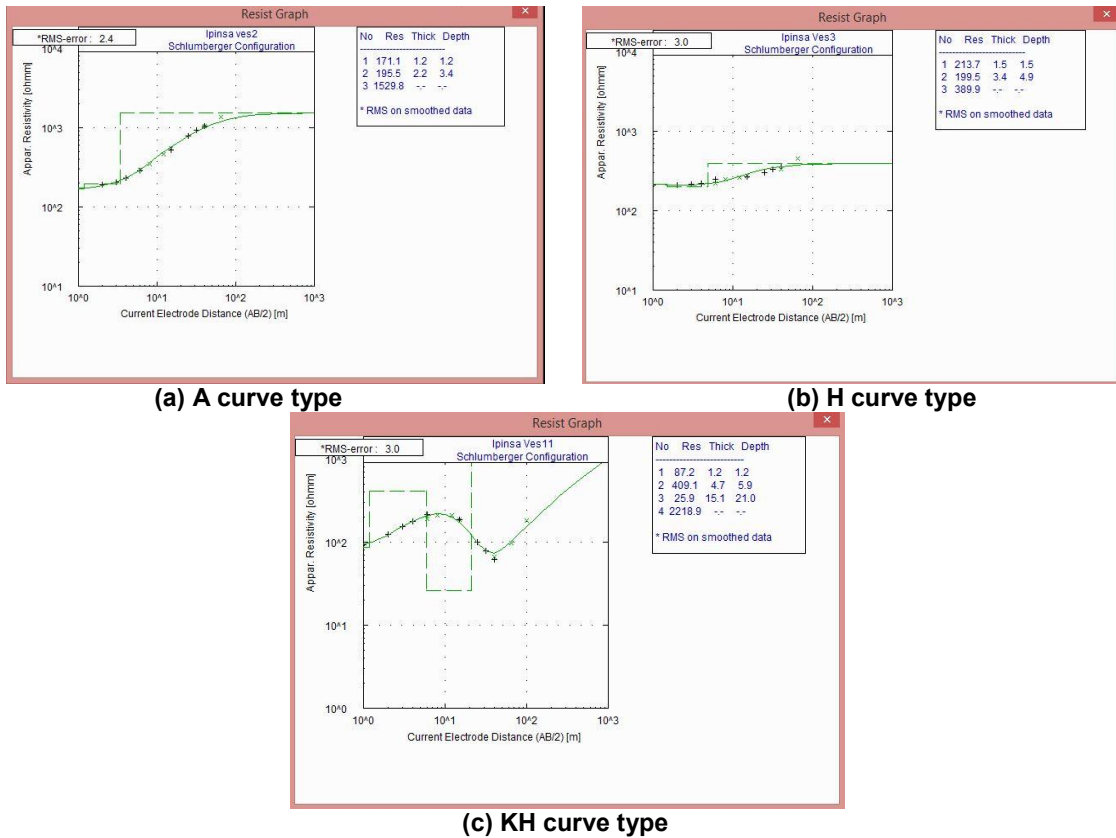 Resist Graph
×
*RMS-error : 2.4
Ipinsa ves2
Schlumberger Configuration
No Res Thick Depth
---------------------------
1 171.1 1.2 1.2
2 195.5 2.2 3.4
3 1529.8 -.- -.-
* RMS on smoothed data
Appar. Resistivity [ohmm]
10^4
10^3
10^2
10^1
10^0 10^1 10^2 10^3
Current Electrode Distance (AB/2) [m]
(a) A curve type
Resist Graph
×
*RMS-error : 3.0
Ipinsa Ves3
Schlumberger Configuration
No Res Thick Depth
---------------------------
1 213.7 1.5 1.5
2 199.5 3.4 4.9
3 389.9 -.- -.-
* RMS on smoothed data
Appar. Resistivity [ohmm]
10^4
10^3
10^2
10^1
10^0 10^1 10^2 10^3
Current Electrode Distance (AB/2) [m]
(b) H curve type
Resist Graph
×
*RMS-error : 3.0
Ipinsa Ves11
Schlumberger Configuration
No Res Thick Depth
---------------------------
1 87.2 1.2 1.2
2 409.1 4.7 5.9
3 25.9 15.1 21.0
4 2218.9 -.- -.-
* RMS on smoothed data
Appar. Resistivity [ohmm]
10^3
10^2
10^1
10^0
10^0 10^1 10^2 10^3
Current Electrode Distance (AB/2) [m]
(c) KH curve type